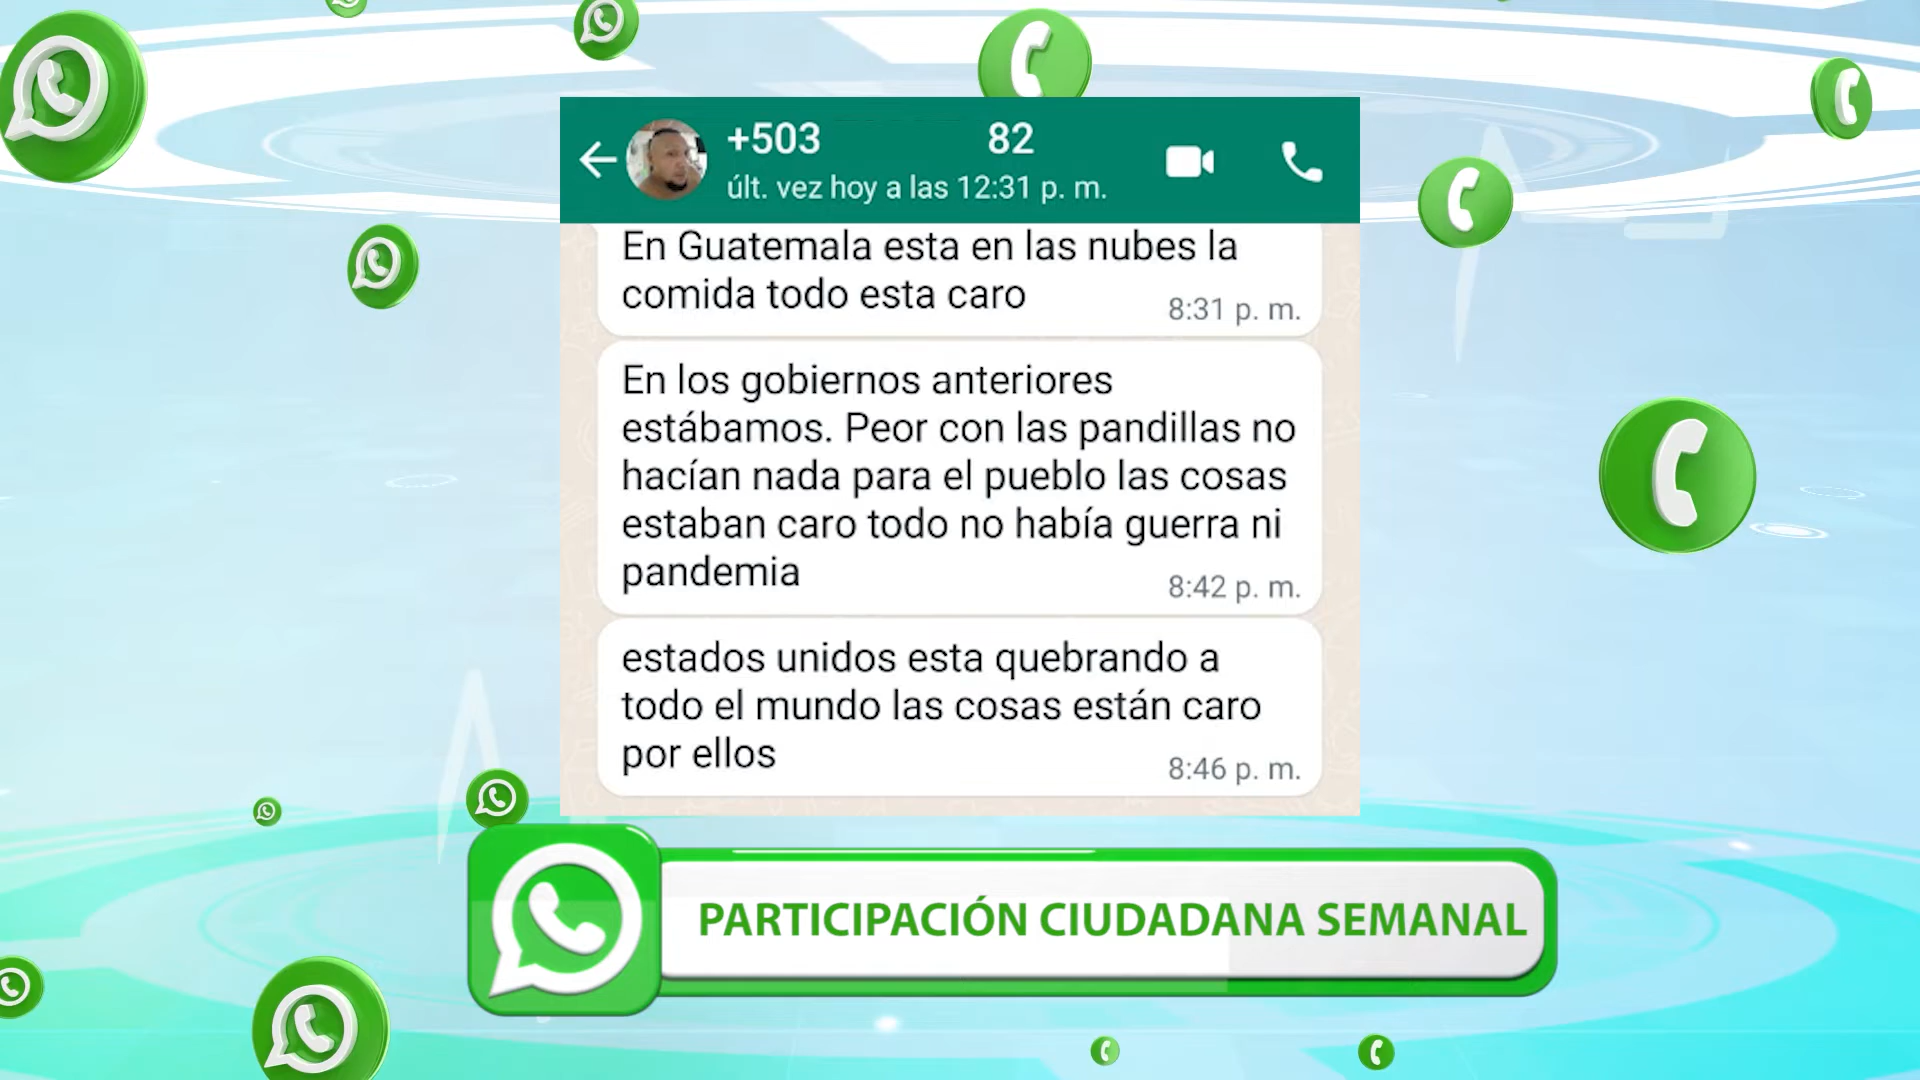 +503 82
últ. vez hoy a las 12:31 p. m.
En Guatemala esta en las nubes la
comida todo esta caro
8:31 p. m.
En los gobiernos anteriores
estábamos. Peor con las pandillas no
hacían nada para el pueblo las cosas
estaban caro todo no había guerra ni
pandemia
8:42 p. m.
estados unidos esta quebrando a
todo el mundo las cosas están caro
por ellos
8:46 p. m.
PARTICIPACIÓN CIUDADANA SEMANAL